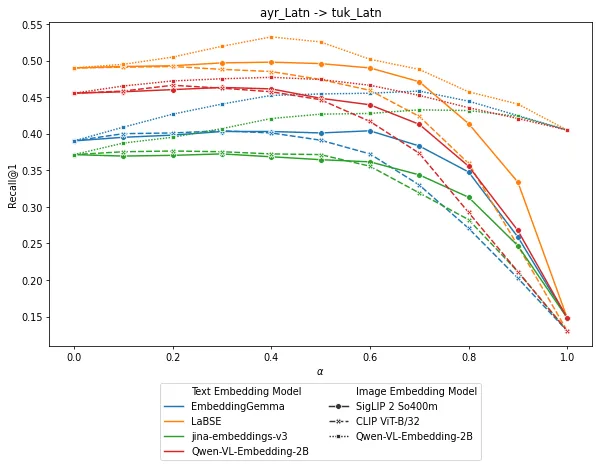 ayr_Latn -> tuk_Latn
Recall@1
0.55
0.50
0.45
0.40
0.35
0.30
0.25
0.20
0.15
0.0 0.2 0.4 0.6 0.8 1.0
α
Text Embedding Model
EmbeddingGemma
LaBSE
jina-embeddings-v3
Qwen-VL-Embedding-2B
Image Embedding Model
SigLIP 2 So400m
CLIP ViT-B/32
Qwen-VL-Embedding-2B